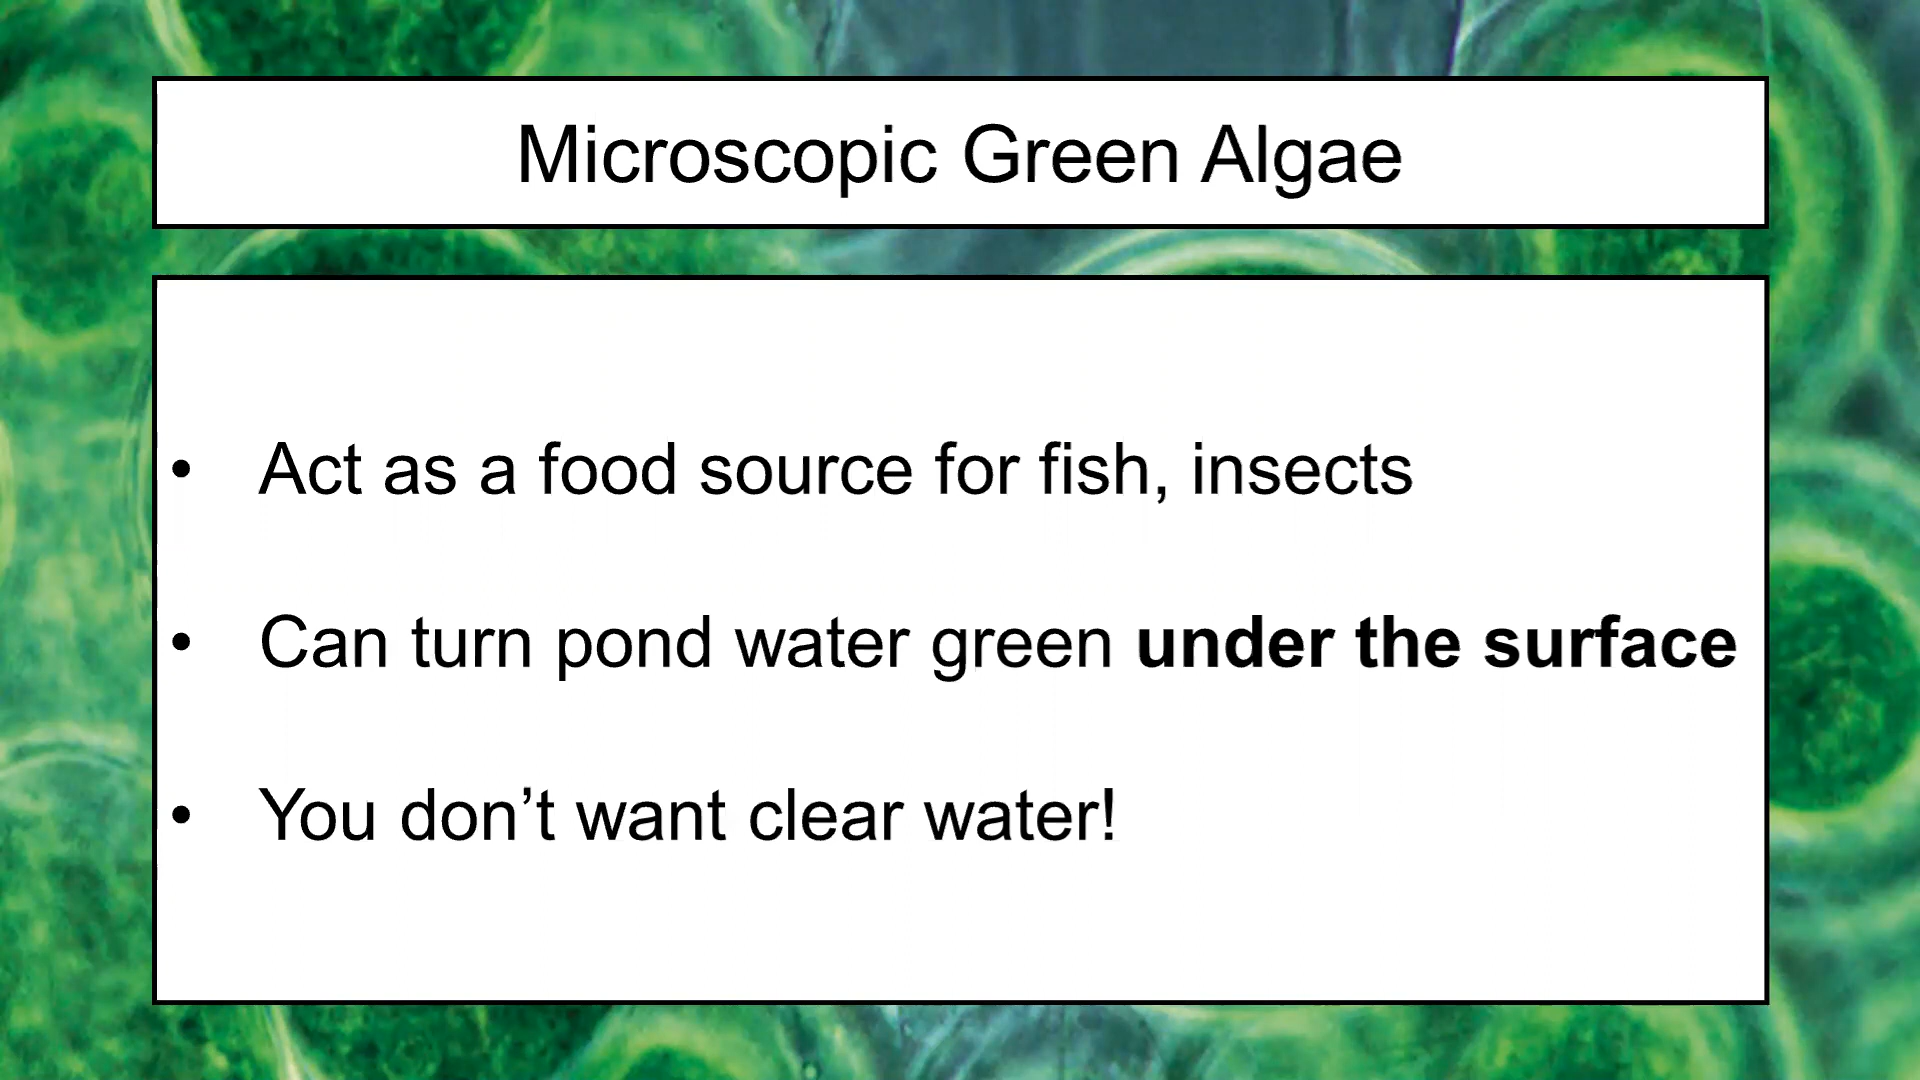 Microscopic Green Algae
• Act as a food source for fish, insects
• Can turn pond water green under the surface
• You don’t want clear water!